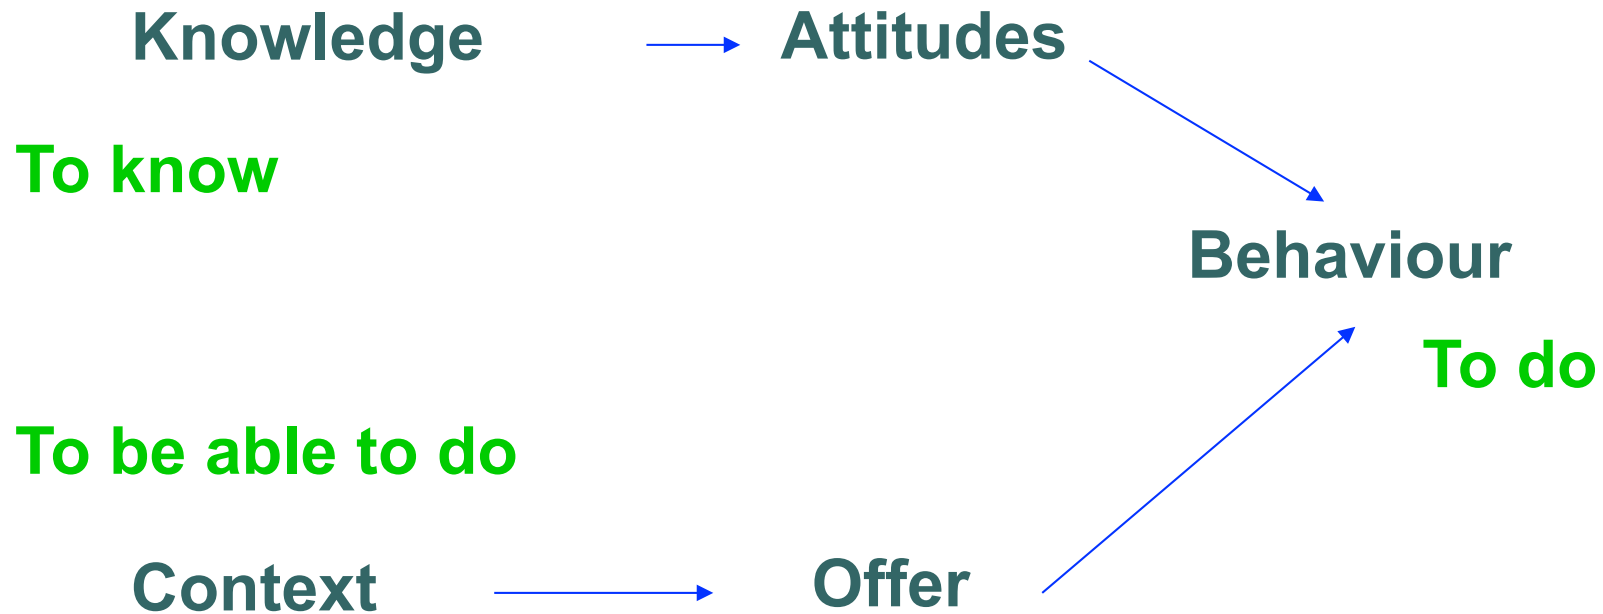 Knowledge
Attitudes
To know
Behaviour
To do
To be able to do
Context
Offer